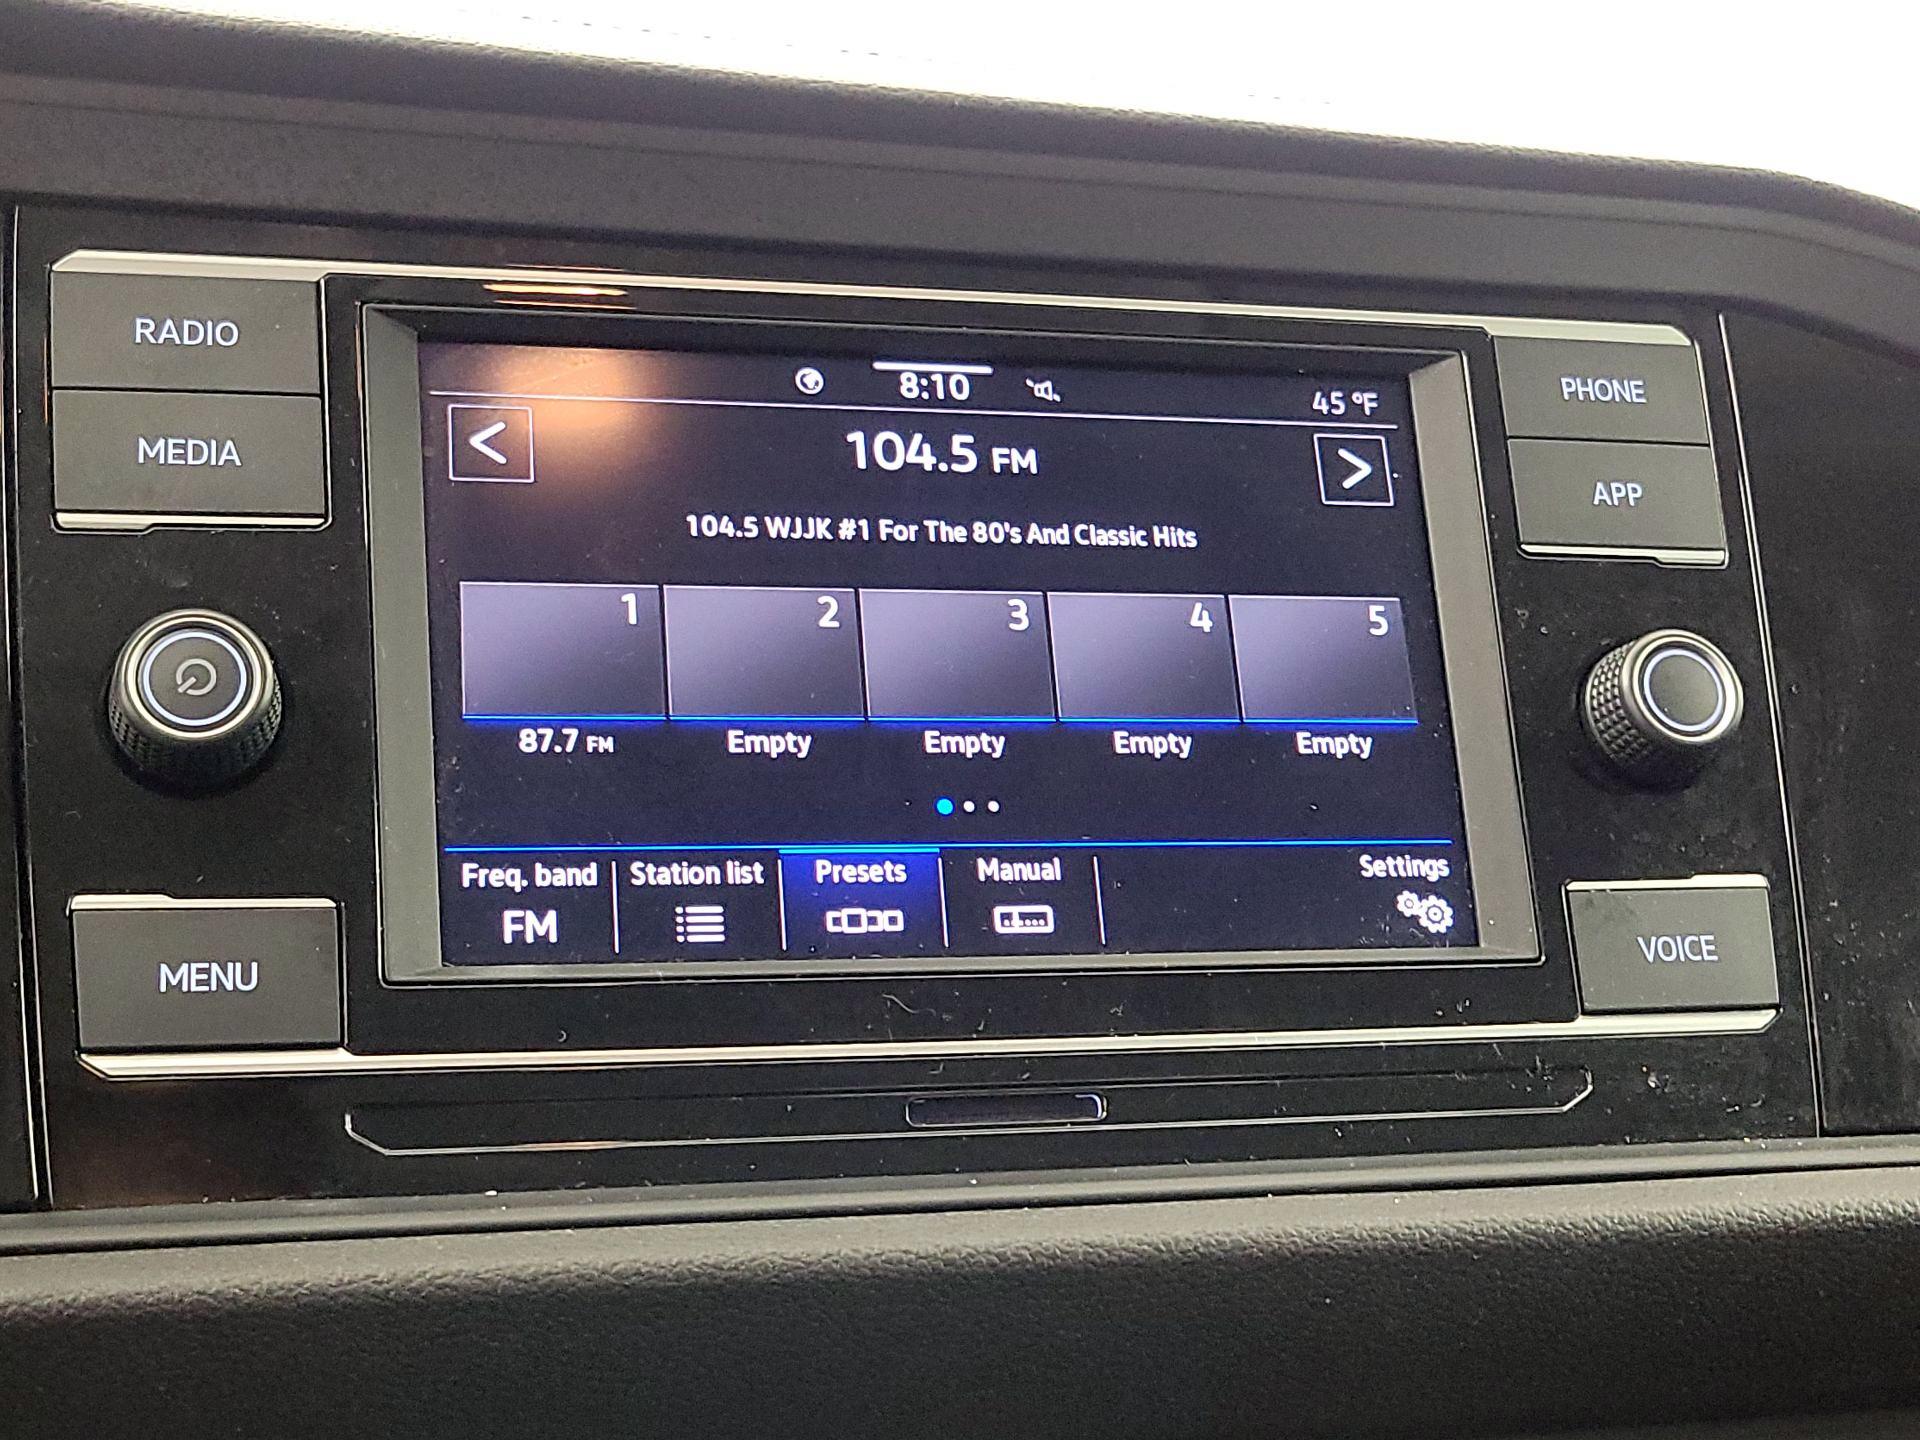 RADIO
MEDIA
MENU
PHONE
APP
VOICE
8:10
45 °F
<
104.5 FM
>
104.5 WJJK #1 For The 80's And Classic Hits
1 2 3 4 5
87.7 FM Empty Empty Empty Empty
Freq. band Station list Presets Manual Settings
FM